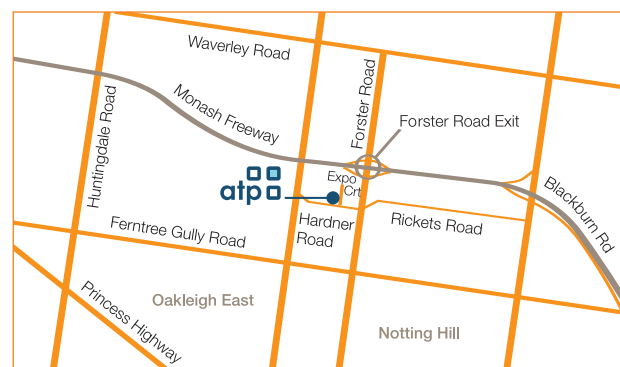 Waverley Road
Huntingdale Road
Monash Freeway
Forster Road
Forster Road Exit
Expo
Crt
atp
Blackburn Rd
Hardner
Road
Rickets Road
Ferntree Gully Road
Oakleigh East
Princess Highway
Notting Hill